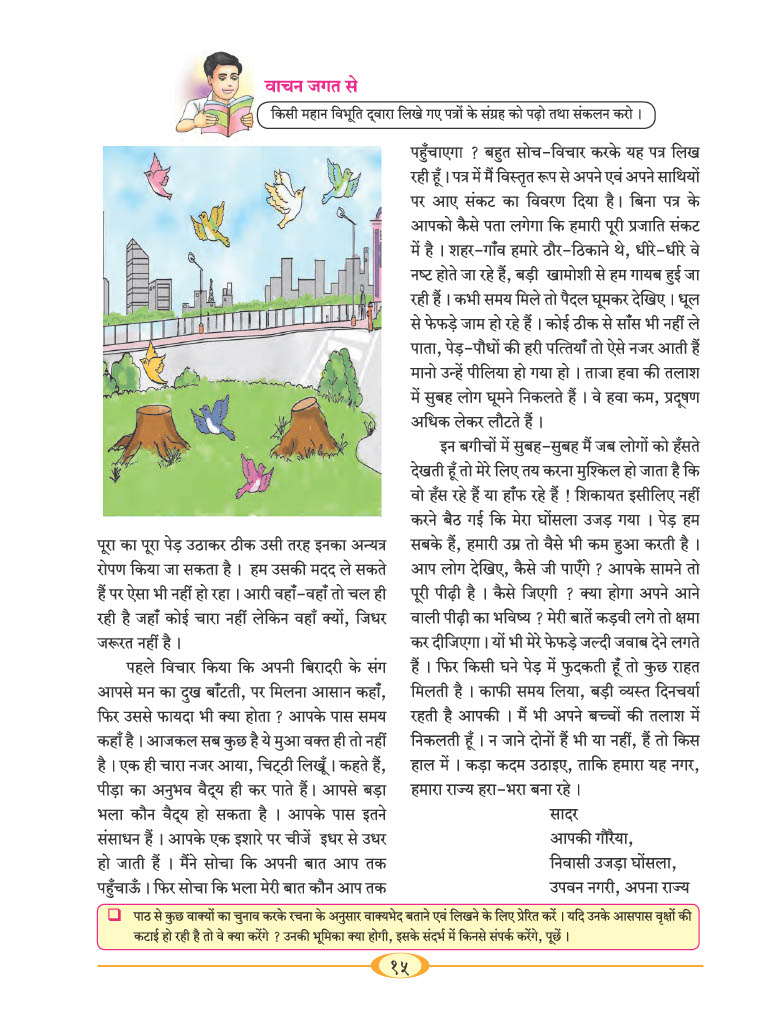 वाचन जगत से
किसी महान विभूति द्‌वारा लिखे गए पत्रों के संग्रह को पढ़ो तथा संकलन करो ।
पूरा का पूरा पेड़ उठाकर ठीक उसी तरह इनका अन्यत्र
रोपण किया जा सकता है । हम उसकी मदद ले सकते
हैं पर ऐसा भी नहीं हो रहा । आरी वहाँ-वहाँ तो चल ही
रही है जहाँ कोई चारा नहीं लेकिन वहाँ क्यों, जिधर
जरूरत नहीं है ।
पहले विचार किया कि अपनी बिरादरी के संग
आपसे मन का दुख बाँटती, पर मिलना आसान कहाँ,
फिर उससे फायदा भी क्या होता ? आपके पास समय
कहाँ है । आजकल सब कुछ है ये मुआ वक्त ही तो नहीं
है । एक ही चारा नजर आया, चिट्‌ठी लिखूँ । कहते हैं,
पीड़ा का अनुभव वैद्‌य ही कर पाते हैं। आपसे बड़ा
भला कौन वैद्‌य हो सकता है । आपके पास इतने
संसाधन हैं । आपके एक इशारे पर चीजें इधर से उधर
हो जाती हैं । मैंने सोचा कि अपनी बात आप तक
पहुँचाऊँ । फिर सोचा कि भला मेरी बात कौन आप तक
पहुँचाएगा ? बहुत सोच-विचार करके यह पत्र लिख
रही हूँ । पत्र में मैं विस्तृत रूप से अपने एवं अपने साथियों
पर आए संकट का विवरण दिया है । बिना पत्र के
आपको कैसे पता लगेगा कि हमारी पूरी प्रजाति संकट
में है । शहर-गाँव हमारे ठौर-ठिकाने थे, धीरे-धीरे वे
नष्ट होते जा रहे हैं, बड़ी खामोशी से हम गायब हुई जा
रही हैं । कभी समय मिले तो पैदल घूमकर देखिए । धूल
से फेफड़े जाम हो रहे हैं । कोई ठीक से साँस भी नहीं ले
पाता, पेड़-पौधों की हरी पत्तियाँ तो ऐसे नजर आती हैं
मानो उन्हें पीलिया हो गया हो । ताजा हवा की तलाश
में सुबह लोग घूमने निकलते हैं । वे हवा कम, प्रदूषण
अधिक लेकर लौटते हैं ।
इन बगीचों में सुबह-सुबह मैं जब लोगों को हँसते
देखती हूँ तो मेरे लिए तय करना मुश्किल हो जाता है कि
वो हँस रहे हैं या हाँफ रहे हैं ! शिकायत इसीलिए नहीं
करने बैठ गई कि मेरा घोंसला उजड़ गया । पेड़ हम
सबके हैं, हमारी उम्र तो वैसे भी कम हुआ करती है ।
आप लोग देखिए, कैसे जी पाएँगे ? आपके सामने तो
पूरी पीढ़ी है । कैसे जिएगी ? क्या होगा अपने आने
वाली पीढ़ी का भविष्य ? मेरी बातें कड़वी लगे तो क्षमा
कर दीजिएगा । यों भी मेरे फेफड़े जल्दी जवाब देने लगते
हैं । फिर किसी घने पेड़ में फुदकती हूँ तो कुछ राहत
मिलती है । काफी समय लिया, बड़ी व्यस्त दिनचर्या
रहती है आपकी । मैं भी अपने बच्चों की तलाश में
निकलती हूँ । न जाने दोनों हैं भी या नहीं, हैं तो किस
हाल में । कड़ा कदम उठाइए, ताकि हमारा यह नगर,
हमारा राज्य हरा-भरा बना रहे ।
सादर
आपकी गौरैया,
निवासी उजड़ा घोंसला,
उपवन नगरी, अपना राज्य
पाठ से कुछ वाक्यों का चुनाव करके रचना के अनुसार वाक्यभेद बताने एवं लिखने के लिए प्रेरित करें । यदि उनके आसपास वृक्षों की
कटाई हो रही है तो वे क्या करेंगे ? उनकी भूमिका क्या होगी, इसके संदर्भ में किनसे संपर्क करेंगे, पूछें ।
१५